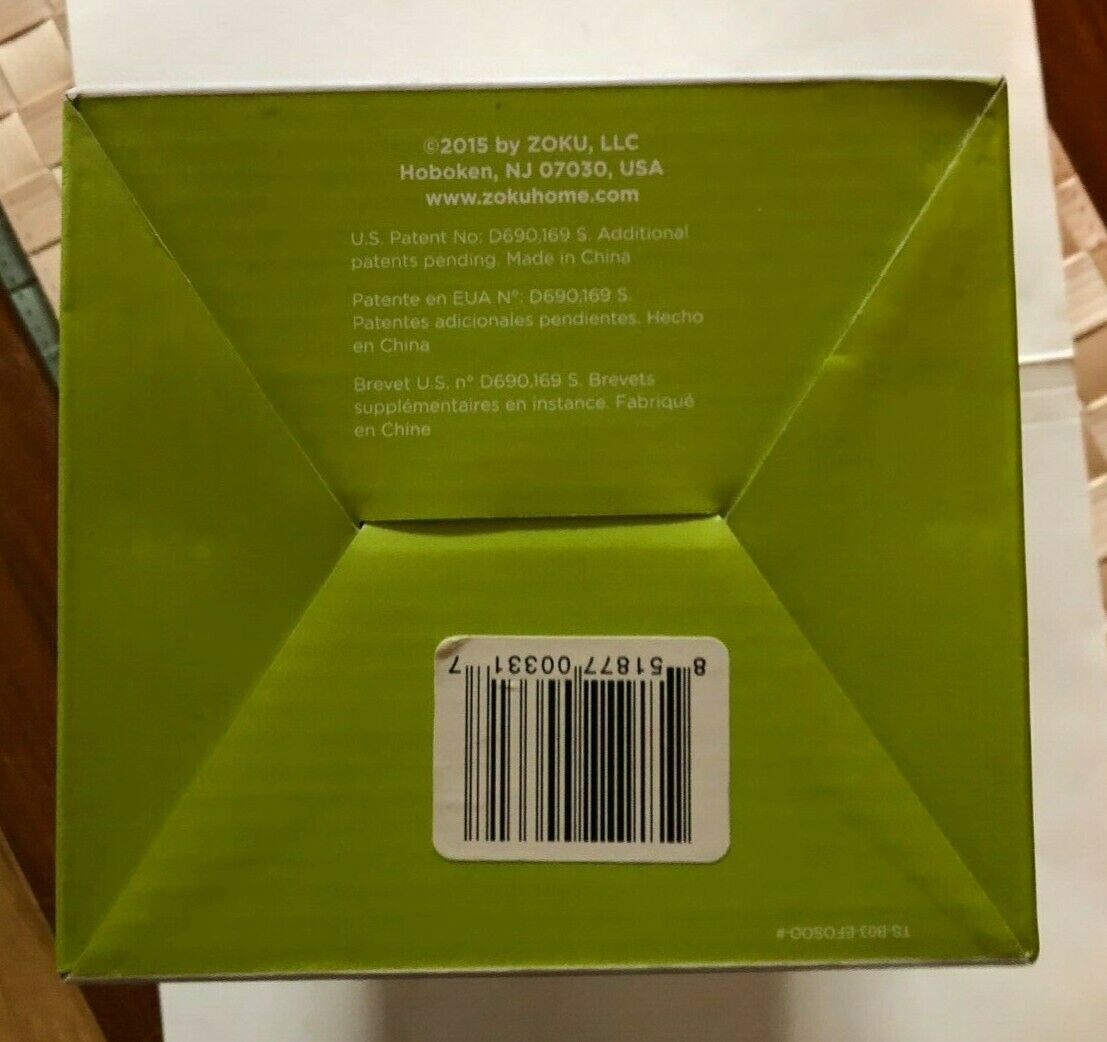 ©2015 by ZOKU, LLC
Hoboken, NJ 07030, USA
www.zokuhome.com
U.S. Patent No: D690,169 S. Additional
patents pending. Made in China
Patente en EUA N°: D690,169 S.
Patentes adicionales pendientes. Hecho
en China
Brevet U.S. n° D690,169 S. Brevets
supplémentaires en instance. Fabriqué
en Chine
8 51877 00331 7